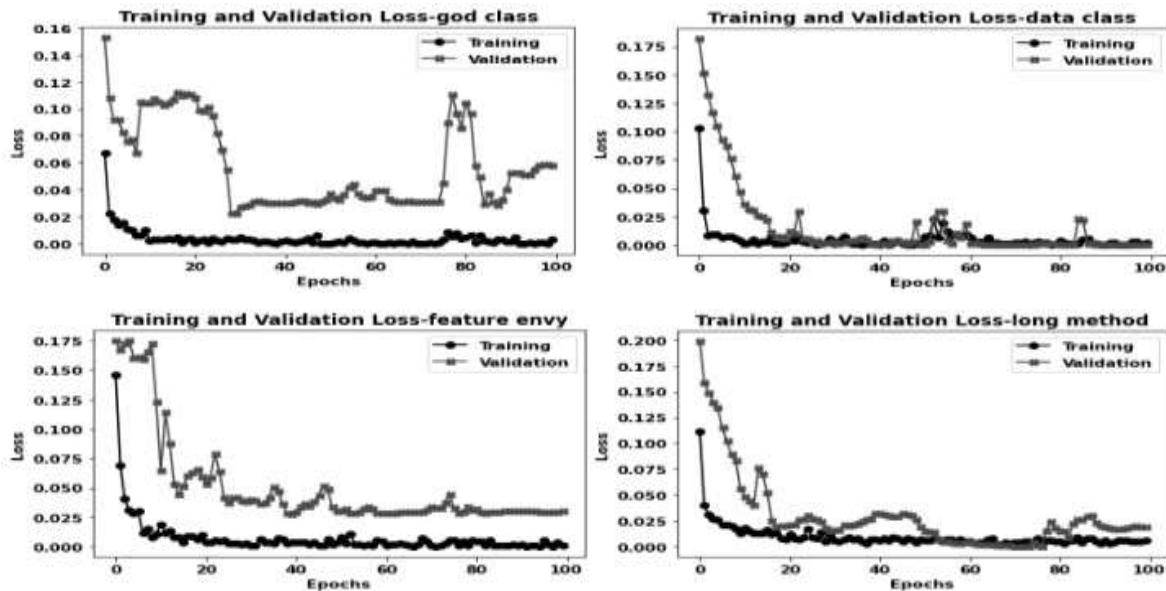 Training and Validation Loss-god class
0.16
0.14
0.12
0.10
0.08
0.06
0.04
0.02
0.00
Loss
Training
Validation
0 20 40 60 80 100
Epochs
Training and Validation Loss-data class
0.175
0.150
0.125
0.100
0.075
0.050
0.025
0.000
Loss
Training
Validation
0 20 40 60 80 100
Epochs
Training and Validation Loss-feature envy
0.175
0.150
0.125
0.100
0.075
0.050
0.025
0.000
Loss
Training
Validation
0 20 40 60 80 100
Epochs
Training and Validation Loss-long method
0.200
0.175
0.150
0.125
0.100
0.075
0.050
0.025
0.000
Loss
Training
Validation
0 20 40 60 80 100
Epochs